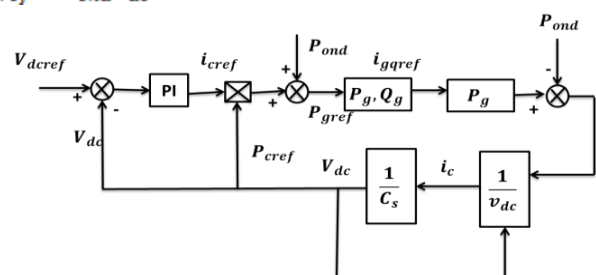 P_ond
P_ond
V_dcref
i_cref
i_gqref
+
-
PI
+
+
P_gref
P_g, Q_g
P_g
-
+
V_dc
P_cref
V_dc
1
C_s
i_c
1
v_dc